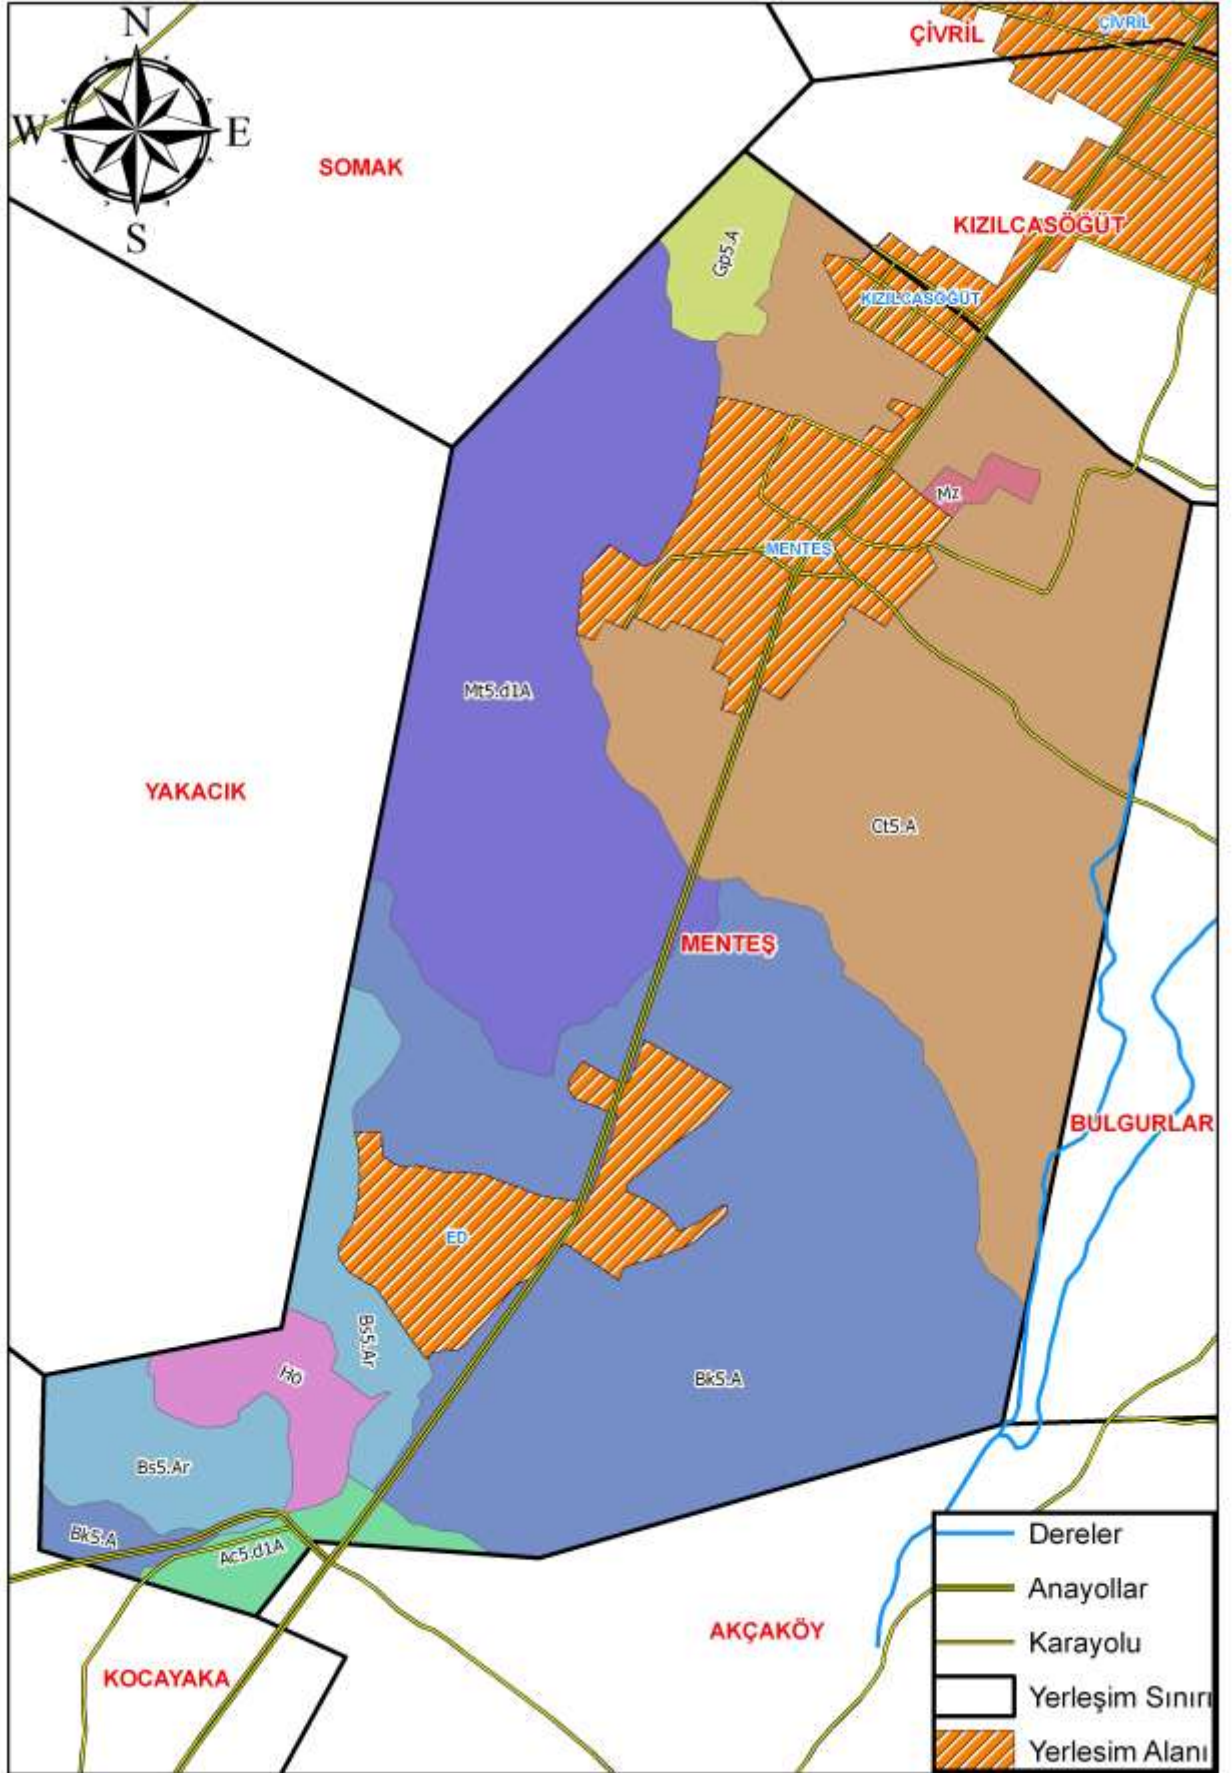 N
ÇİVRİL
ÇİVRİL
W
E
SOMAK
S
KIZILCASÖĞÜT
Gp5.A
KIZILCASÖĞÜT
Mz
MENTEŞ
Mt5.d1A
YAKACIK
Ct5.A
MENTEŞ
BULGURLAR
ED
Bs5.Ar
Ho
Bk5.A
Bs5.Ar
Bk5.A
Ac5.d1A
AKÇAKÖY
KOCAYAKA
Dereler
Anayollar
Karayolu
Yerleşim Sınırı
Yerlesim Alanı